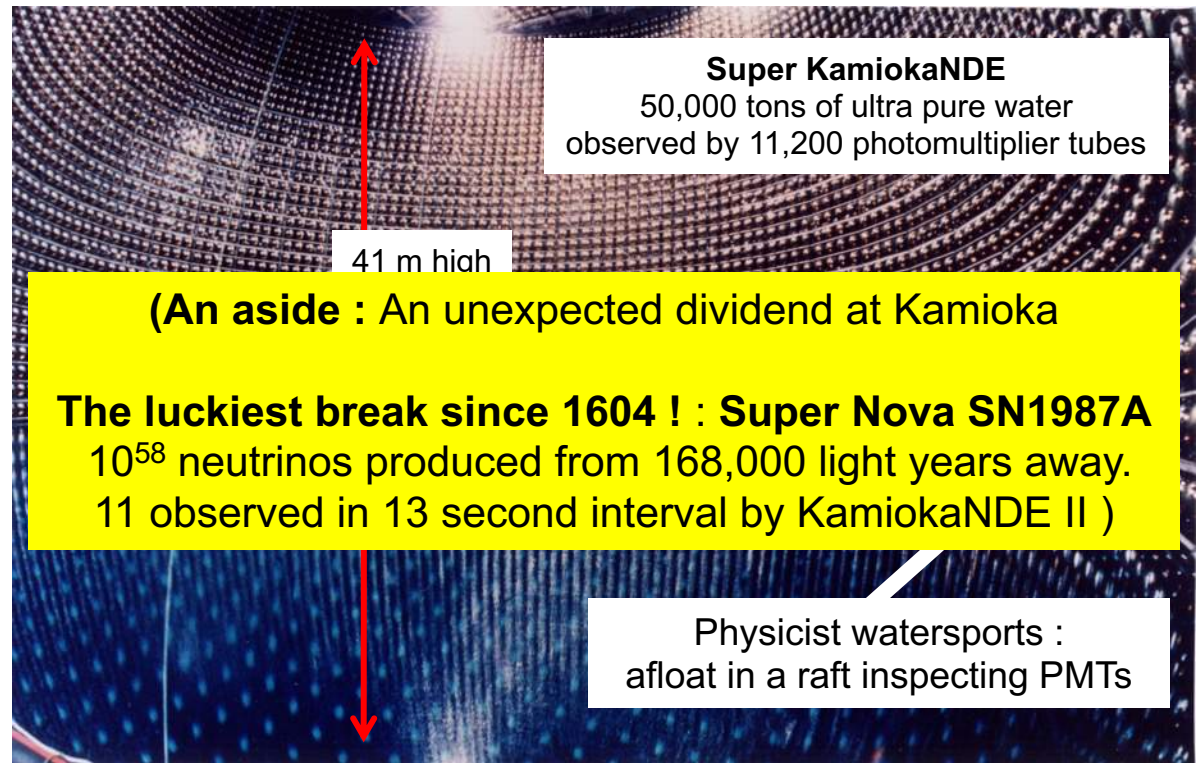 Super KamiokaNDE
50,000 tons of ultra pure water
observed by 11,200 photomultiplier tubes
41 m high
(An aside : An unexpected dividend at Kamioka
The luckiest break since 1604 ! : Super Nova SN1987A
10⁵⁸ neutrinos produced from 168,000 light years away.
11 observed in 13 second interval by KamiokaNDE II )
Physicist watersports :
afloat in a raft inspecting PMTs